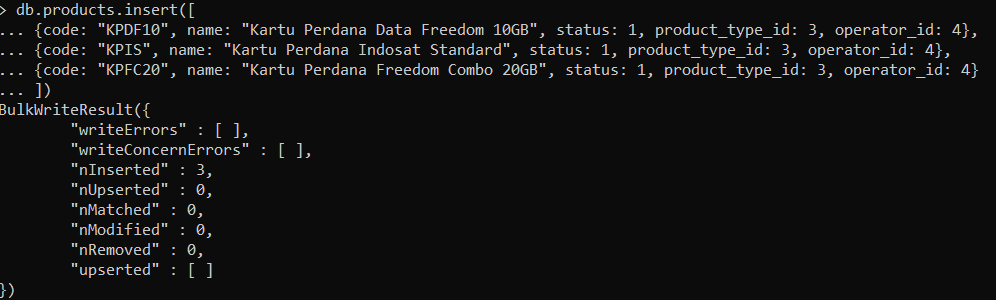 > db.products.insert([
... {code: "KPDF10", name: "Kartu Perdana Data Freedom 10GB", status: 1, product_type_id: 3, operator_id: 4},
... {code: "KPIS", name: "Kartu Perdana Indosat Standard", status: 1, product_type_id: 3, operator_id: 4},
... {code: "KPFC20", name: "Kartu Perdana Freedom Combo 20GB", status: 1, product_type_id: 3, operator_id: 4}
... ])
BulkWriteResult({
        "writeErrors" : [ ],
        "writeConcernErrors" : [ ],
        "nInserted" : 3,
        "nUpserted" : 0,
        "nMatched" : 0,
        "nModified" : 0,
        "nRemoved" : 0,
        "upserted" : [ ]
})